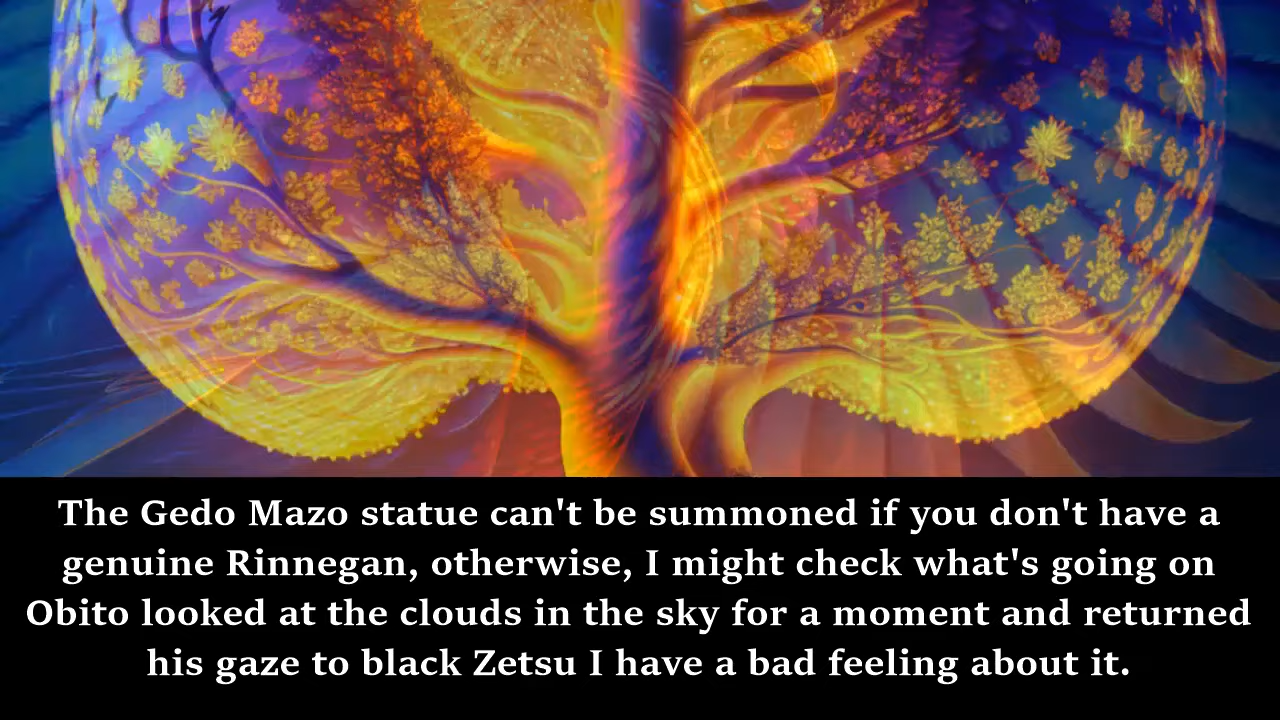 The Gedo Mazo statue can't be summoned if you don't have a
genuine Rinnegan, otherwise, I might check what's going on
Obito looked at the clouds in the sky for a moment and returned
his gaze to black Zetsu I have a bad feeling about it.